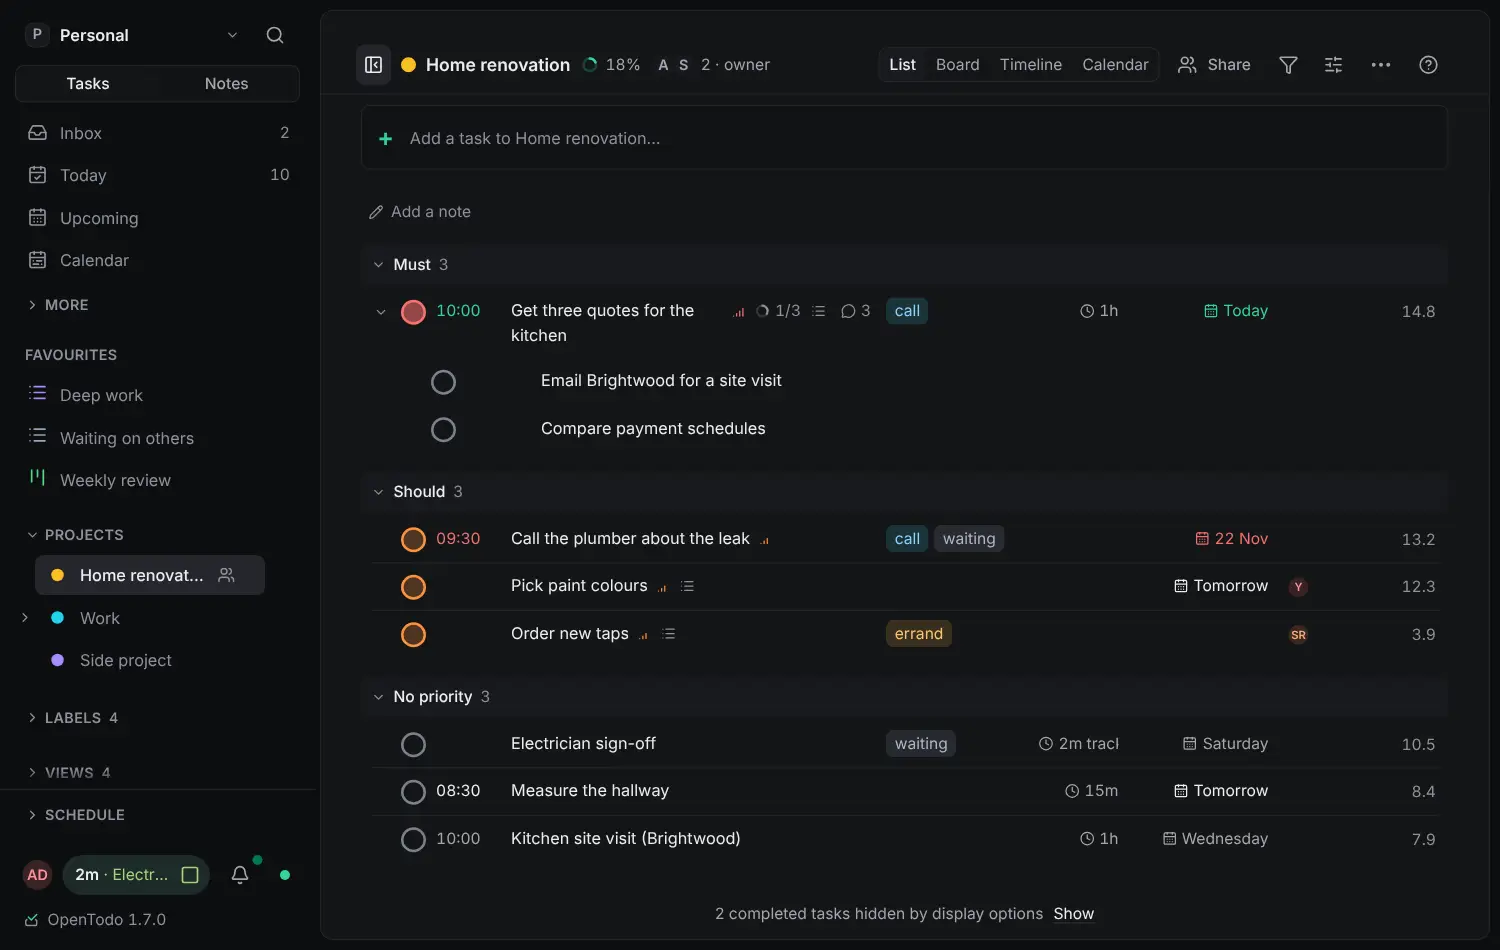 P Personal
Tasks Notes
Inbox 2
Today 10
Upcoming
Calendar
MORE
FAVOURITES
Deep work
Waiting on others
Weekly review
PROJECTS
Home renovat...
Work
Side project
LABELS 4
VIEWS 4
SCHEDULE
AD 2m · Electr...
OpenTodo 1.7.0
Home renovation 18% A S 2 · owner List Board Timeline Calendar Share
Add a task to Home renovation...
Add a note
Must 3
10:00 Get three quotes for the kitchen 1/3 3 call 1h Today 14.8
Email Brightwood for a site visit
Compare payment schedules
Should 3
09:30 Call the plumber about the leak call waiting 22 Nov 13.2
Pick paint colours Tomorrow Y 12.3
Order new taps errand SR 3.9
No priority 3
Electrician sign-off waiting 2m tracl Saturday 10.5
08:30 Measure the hallway 15m Tomorrow 8.4
10:00 Kitchen site visit (Brightwood) 1h Wednesday 7.9
2 completed tasks hidden by display options Show